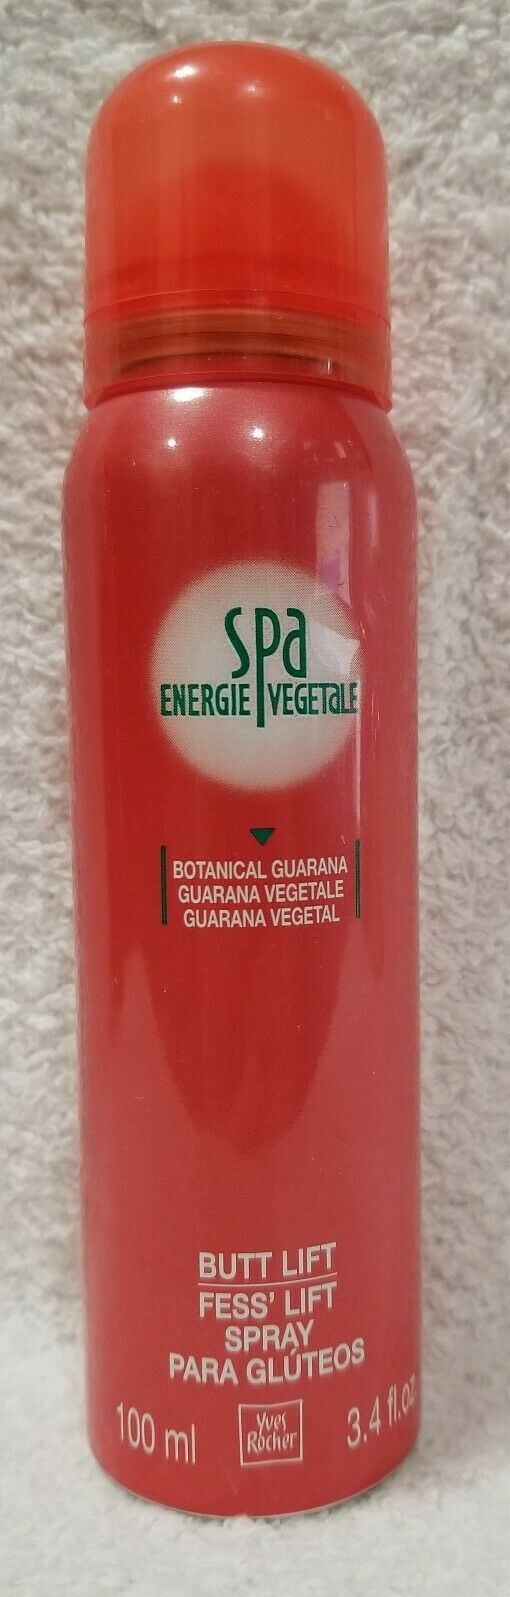 spa
ENERGIE VEGETALE
BOTANICAL GUARANA
GUARANA VEGETALE
GUARANA VEGETAL
BUTT LIFT
FESS' LIFT
SPRAY
PARA GLÚTEOS
100 ml
Yves
Rocher
3.4 fl.oz